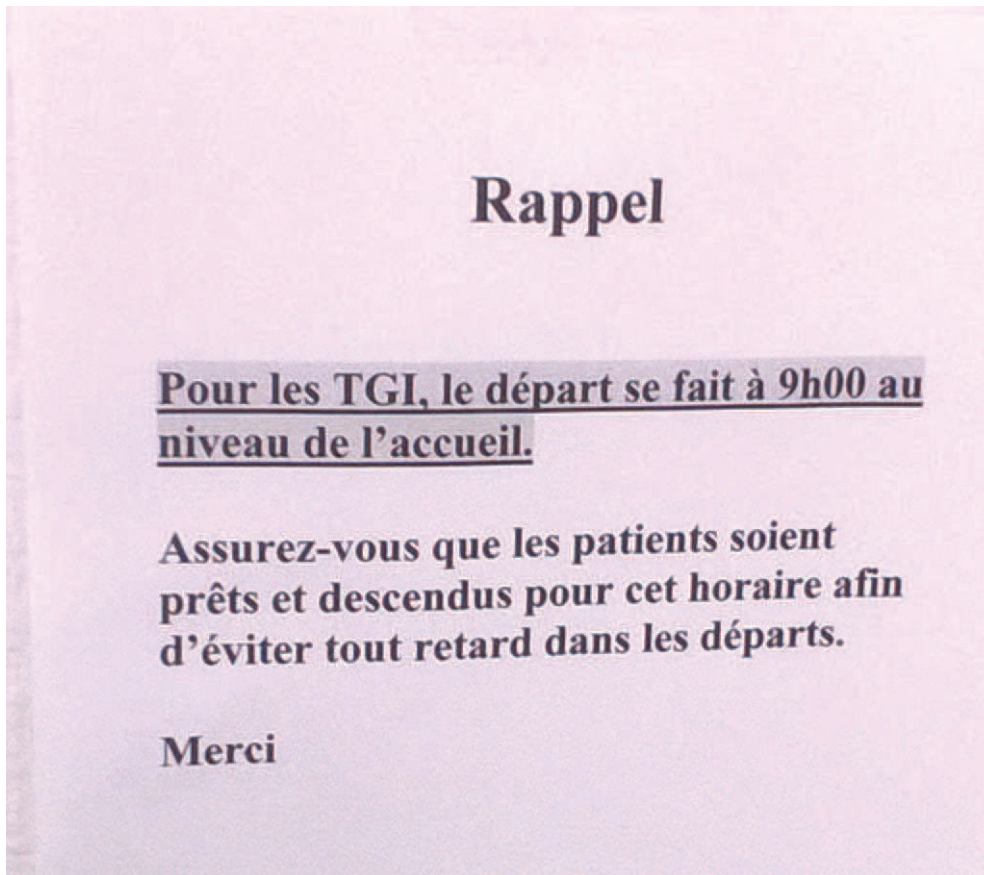 Rappel
Pour les TGI, le départ se fait à 9h00 au
niveau de l’accueil.
Assurez-vous que les patients soient
prêts et descendus pour cet horaire afin
d’éviter tout retard dans les départs.
Merci